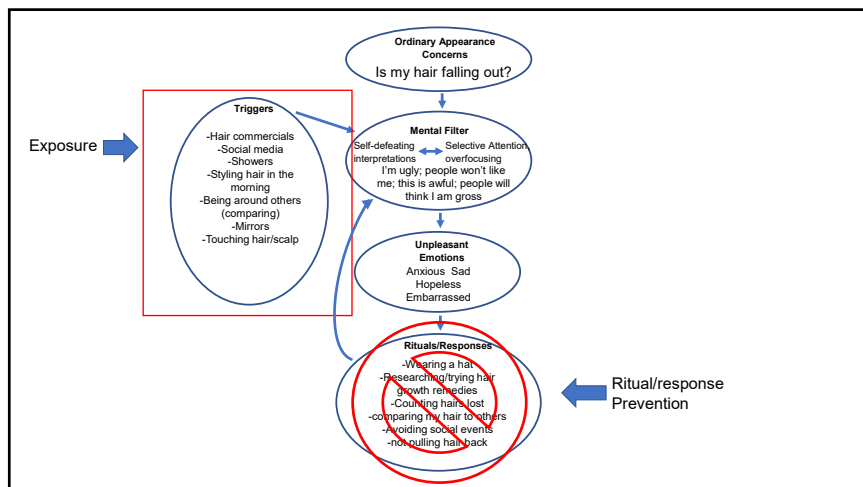 Ordinary Appearance
Concerns
Is my hair falling out?
Exposure
Triggers
-Hair commercials
-Social media
-Showers
-Styling hair in the
morning
-Being around others
(comparing)
-Mirrors
-Touching hair/scalp
Mental Filter
Self-defeating
interpretations
Selective Attention
overfocusing
I'm ugly; people won't like
me; this is awful; people will
think I am gross
Unpleasant
Emotions
Anxious Sad
Hopeless
Embarrassed
Rituals/Responses
-Wearing a hat
-Researching/trying hair
growth remedies
-Counting hairs lost
-comparing my hair to others
-Avoiding social events
-not pulling hair back
Ritual/response
Prevention